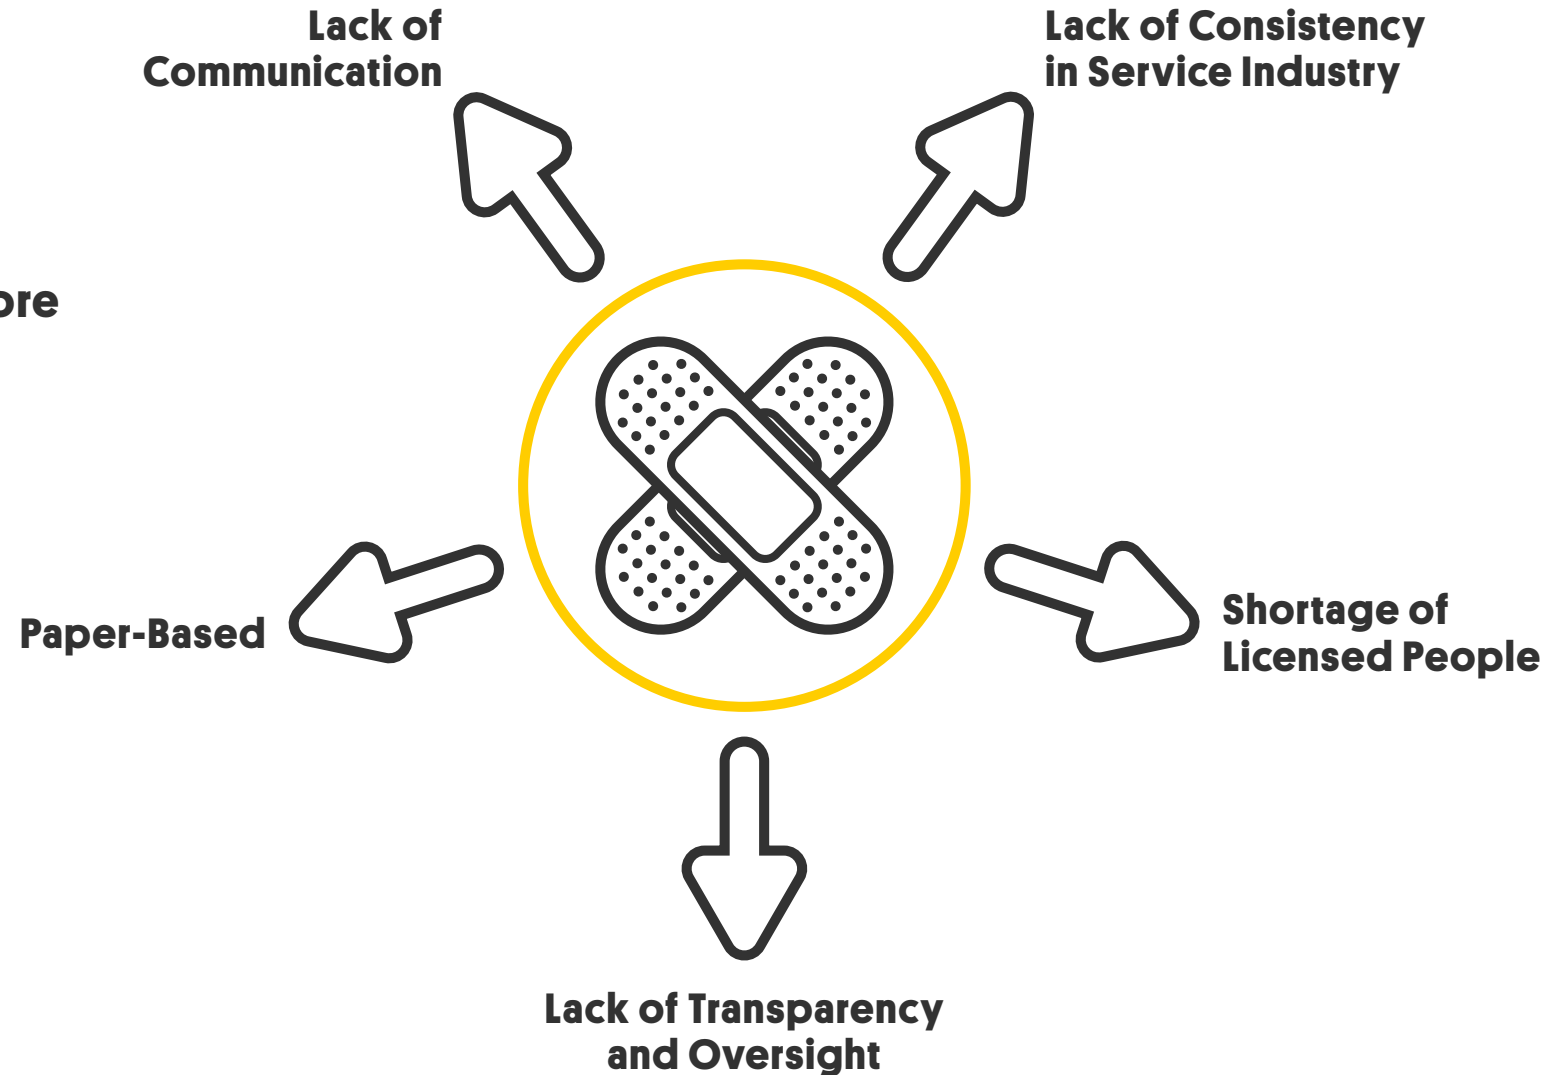 Lack of
Communication
Lack of Consistency
in Service Industry
ore
Paper-Based
Shortage of
Licensed People
Lack of Transparency
and Oversight